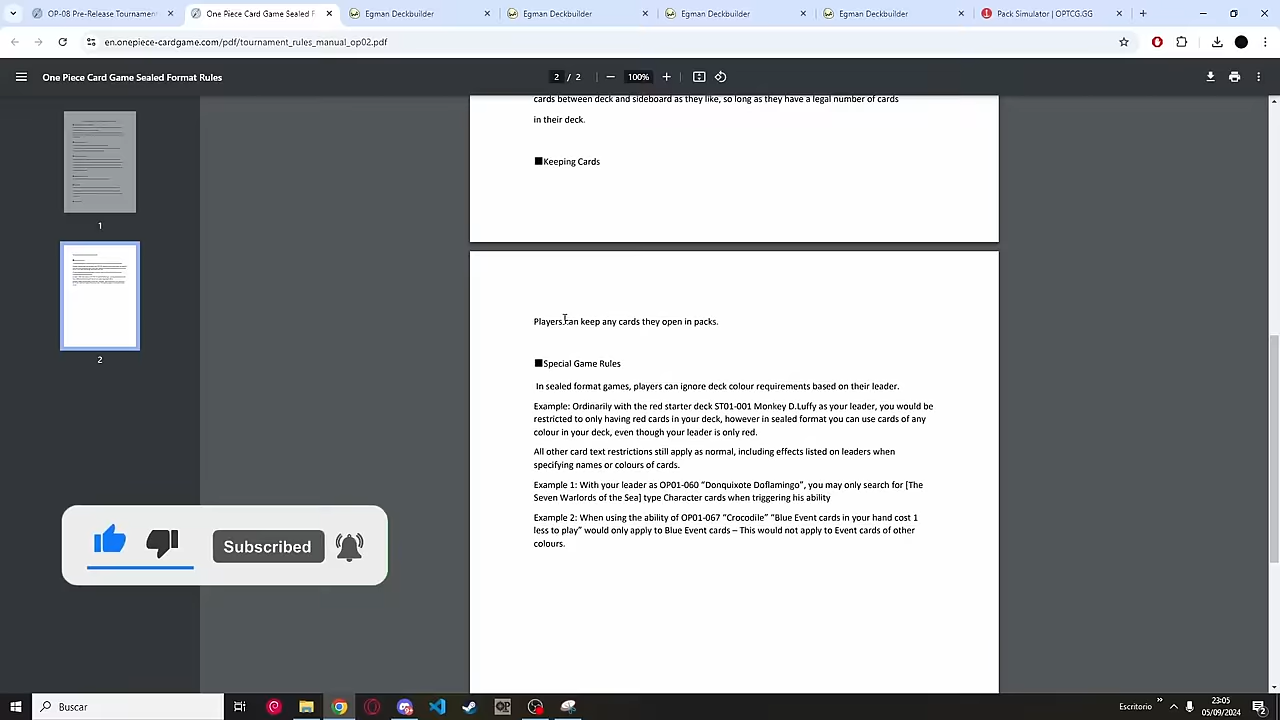 OP-08 Pre-Release Tournament
One Piece Card Game Sealed F
Egman Deckbuilder
Egman Deckbuilder
Egman Deckbuilder
Egman Deckbuilder
Pack Simulator | OPTCG.GG
en.onepiece-cardgame.com/pdf/tournament_rules_manual_op02.pdf
One Piece Card Game Sealed Format Rules
2 / 2
100%
1
2
cards between deck and sideboard as they like, so long as they have a legal number of cards
in their deck.
■Keeping Cards
Players can keep any cards they open in packs.
■Special Game Rules
In sealed format games, players can ignore deck colour requirements based on their leader.
Example: Ordinarily with the red starter deck ST01-001 Monkey D.Luffy as your leader, you would be
restricted to only having red cards in your deck, however in sealed format you can use cards of any
colour in your deck, even though your leader is only red.
All other card text restrictions still apply as normal, including effects listed on leaders when
specifying names or colours of cards.
Example 1: With your leader as OP01-060 “Donquixote Doflamingo”, you may only search for [The
Seven Warlords of the Sea] type Character cards when triggering his ability
Example 2: When using the ability of OP01-067 “Crocodile” “Blue Event cards in your hand cost 1
less to play” would only apply to Blue Event cards – This would not apply to Event cards of other
colours.
Subscribed
Buscar
Escritorio
23:05
05/09/2024